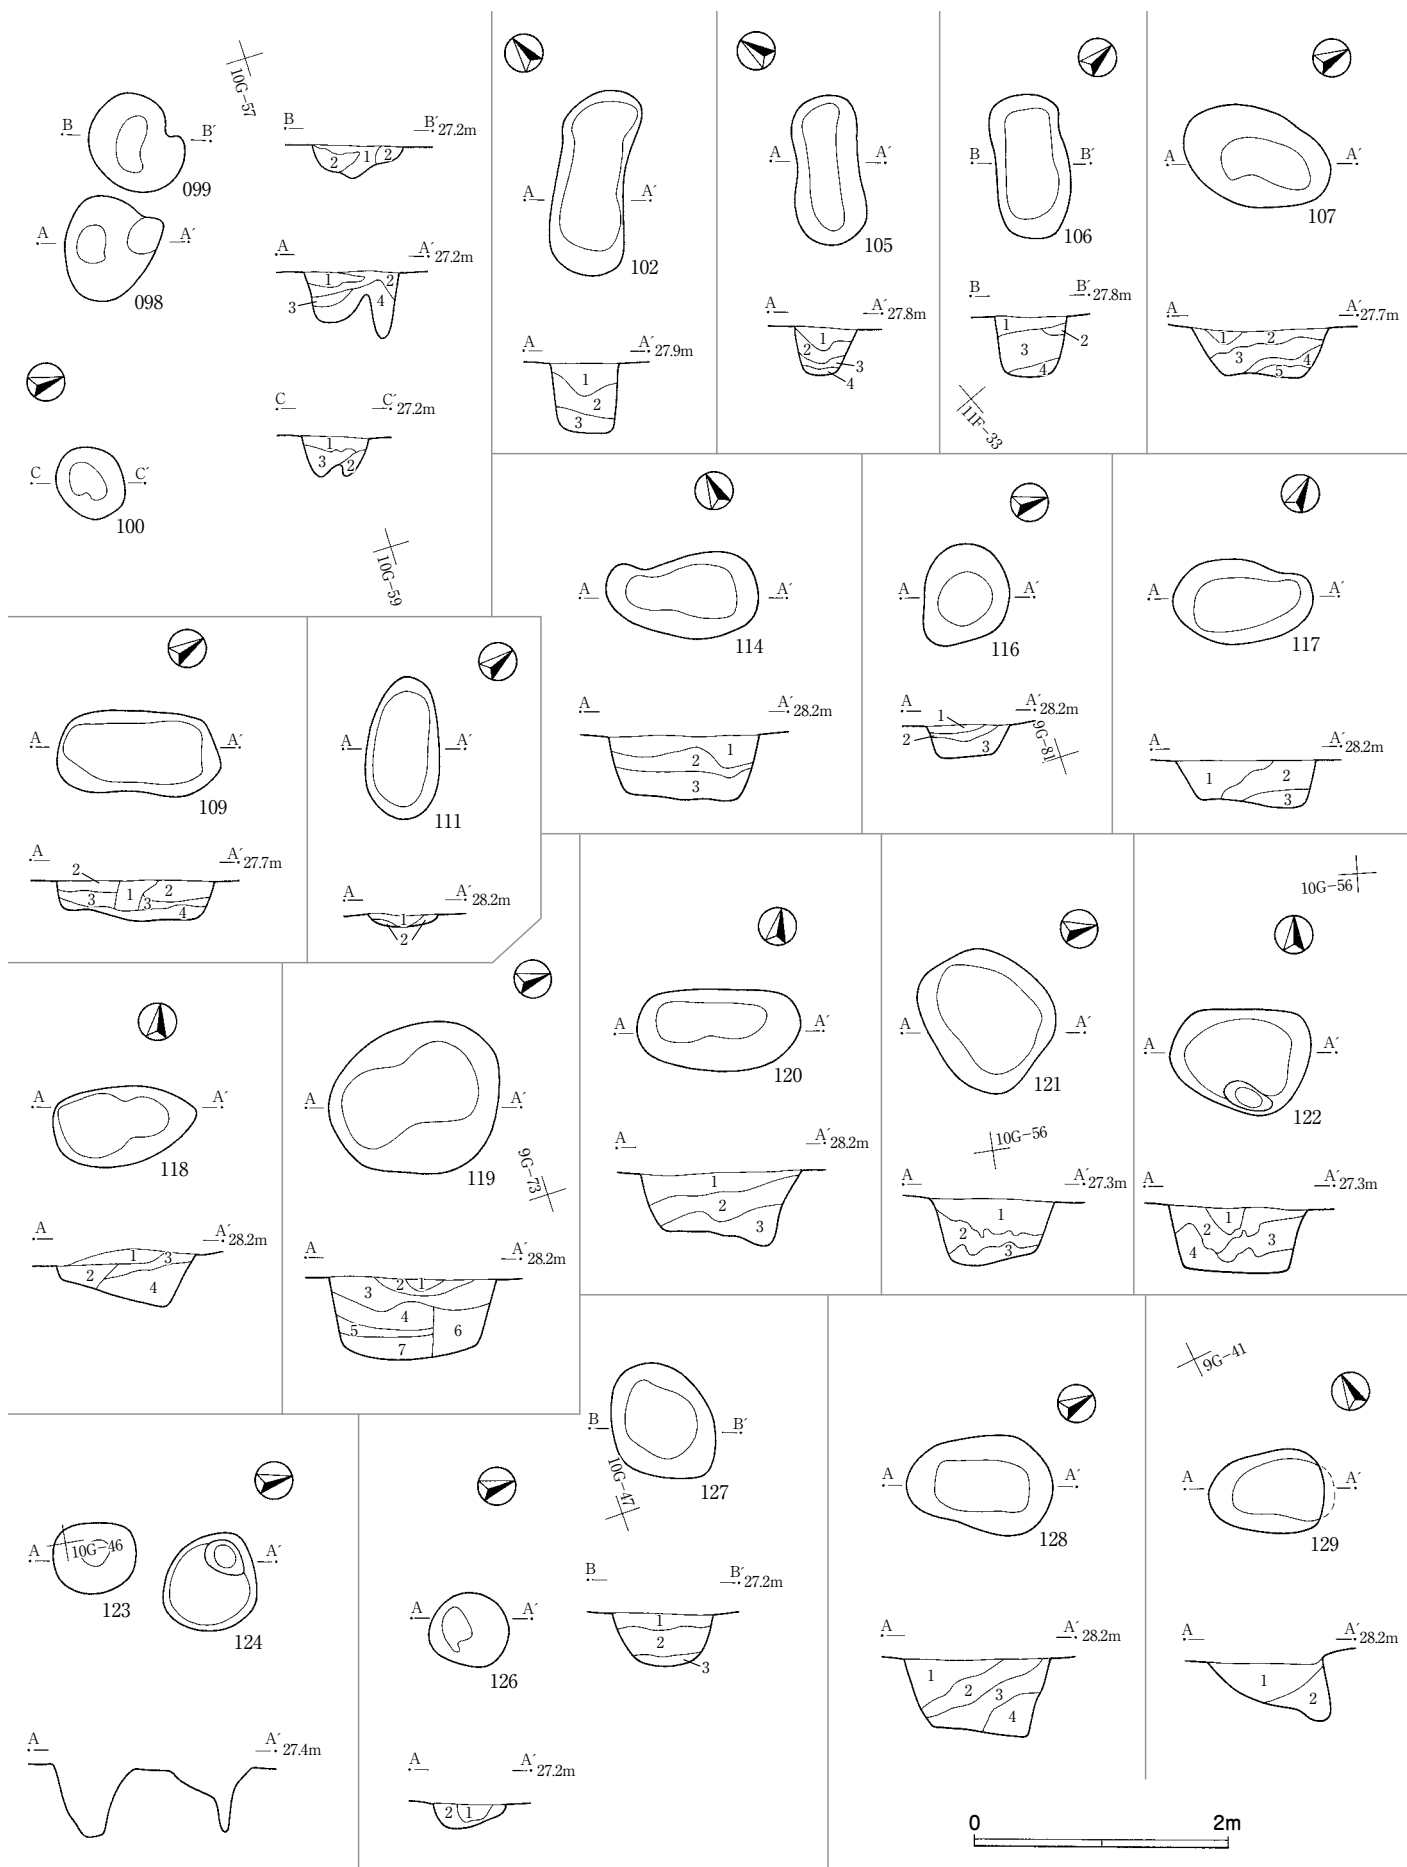 10G-57
B
B′
099
B
B′ 27.2m
2
1
2
A
A′
098
A
A′ 27.2m
1
2
3
4
C
C′
100
C
C′ 27.2m
1
3
2
10G-59
A
A′
102
A
A′ 27.9m
1
2
3
A
A′
105
A
A′ 27.8m
1
2
3
4
B
B′
106
B
B′ 27.8m
1
2
3
4
11F-33
A
A′
107
A
A′ 27.7m
1
2
3
4
5
A
A′
109
A
A′ 27.7m
2
3
1
2
3
4
A
A′
111
A
A′ 28.2m
1
2
A
A′
114
A
A′ 28.2m
1
2
3
A
A′
116
A
A′ 28.2m
1
2
3
9G-81
A
A′
117
A
A′ 28.2m
1
2
3
A
A′
118
A
A′ 28.2m
1
3
2
4
A
A′
119
9G-73
A
A′ 28.2m
2
1
3
4
5
6
7
A
A′
120
A
A′ 28.2m
1
2
3
A
A′
121
10G-56
A
A′ 27.3m
1
2
3
10G-56
A
A′
122
A
A′ 27.3m
1
2
3
4
A
10G-46
A′
123
124
A
A′ 27.4m
A
A′
126
A
A′ 27.2m
2
1
B
B′
10G-47
127
B
B′ 27.2m
1
2
3
A
A′
128
A
A′ 28.2m
1
2
3
4
9G-41
A
A′
129
A
A′ 28.2m
1
2
0
2m